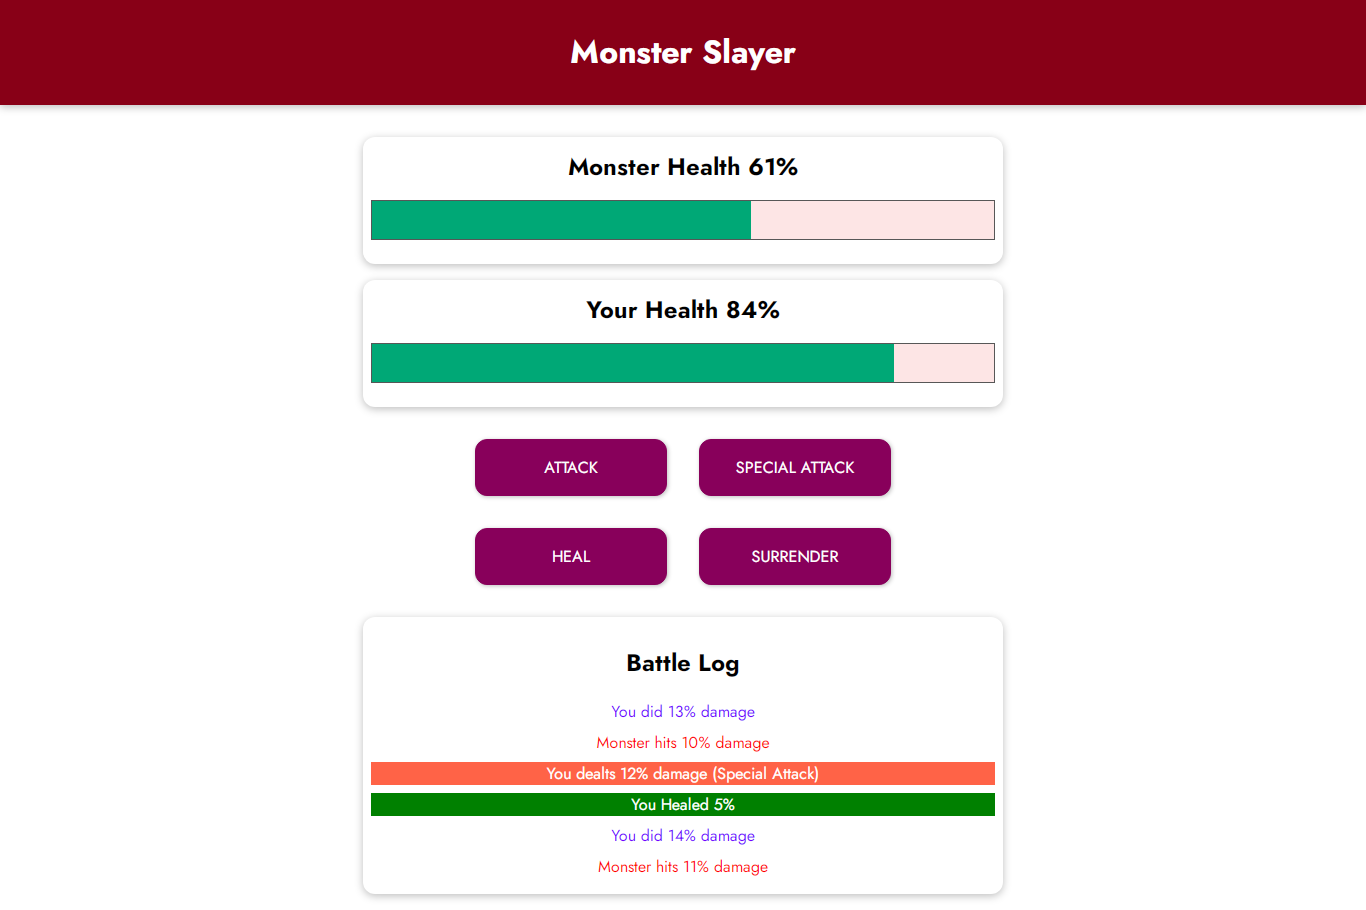 Monster Slayer
Monster Health 61%
Your Health 84%
ATTACK
SPECIAL ATTACK
HEAL
SURRENDER
Battle Log
You did 13% damage
Monster hits 10% damage
You dealts 12% damage (Special Attack)
You Healed 5%
You did 14% damage
Monster hits 11% damage